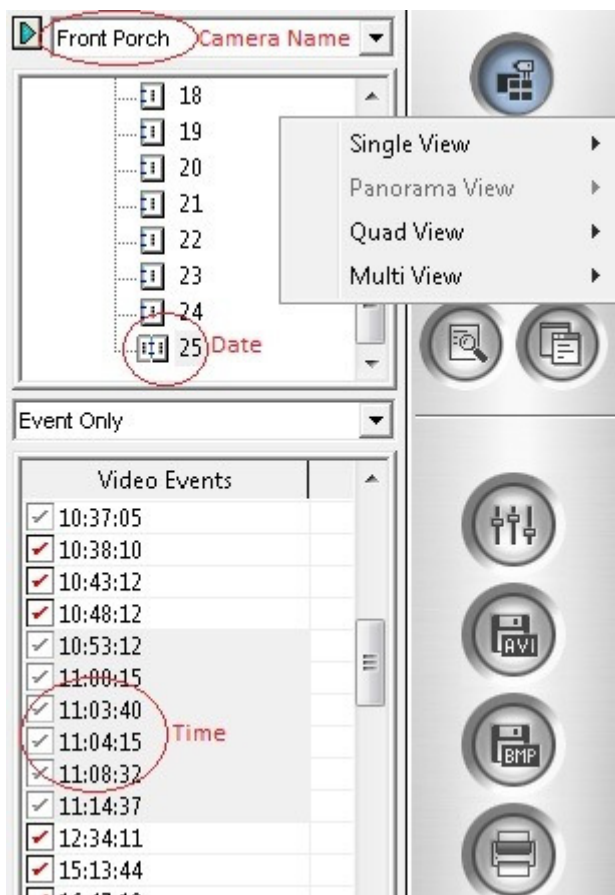 Front Porch Camera Name
18
19
20
21
22
23
24
25 Date
Single View
Panorama View
Quad View
Multi View
Event Only
Video Events
10:37:05
10:38:10
10:43:12
10:48:12
10:53:12
11:00:15
11:03:40
11:04:15 Time
11:08:32
11:14:37
12:34:11
15:13:44
AVI
BMP